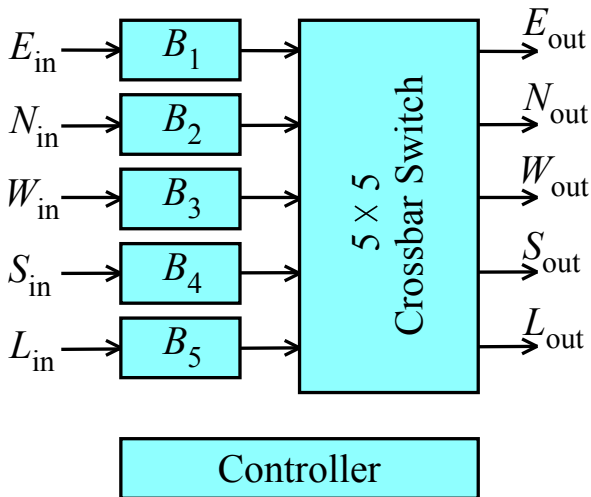 E_in B_1 E_out
N_in B_2 N_out
W_in B_3 W_out
S_in B_4 S_out
L_in B_5 L_out
5 × 5
Crossbar Switch
Controller